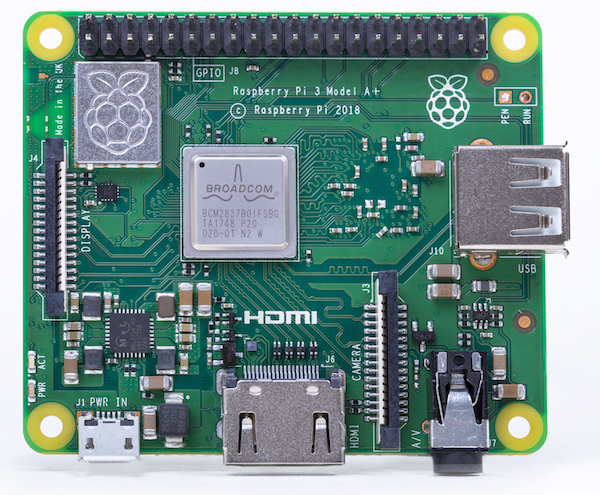 GPIO J8
Raspberry Pi 3 Model A+
© Raspberry Pi 2018
Made in the UK
PEN
RUN
J4
DISPLAY
BROADCOM
BCM2837B0IFSBG
TA1748 P20
020-01 N2 W
J10
USB
J3
HDMI
CAMERA
J6
ACT
PWR
J1 PWR IN
HDMI
A/V
J7